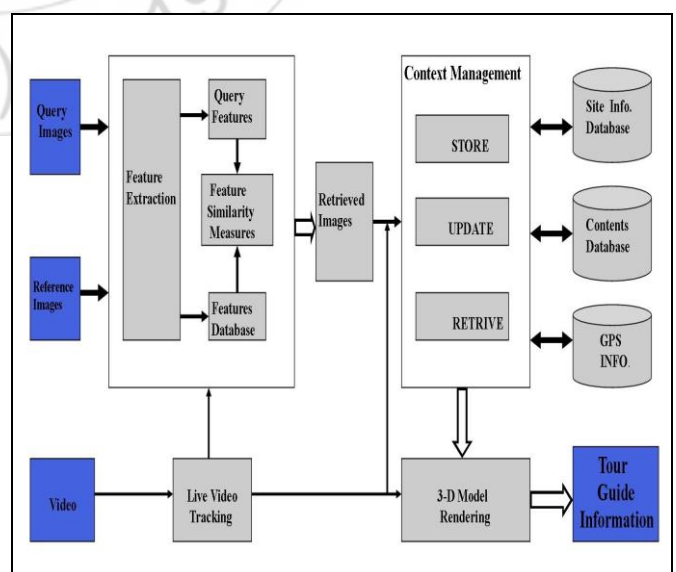 Query
Images
Reference
Images
Feature
Extraction
Query
Features
Feature
Similarity
Measures
Features
Database
Retrieved
Images
Context Management
STORE
UPDATE
RETRIVE
Site Info.
Database
Contents
Database
GPS
INFO.
Video
Live Video
Tracking
3-D Model
Rendering
Tour
Guide
Information